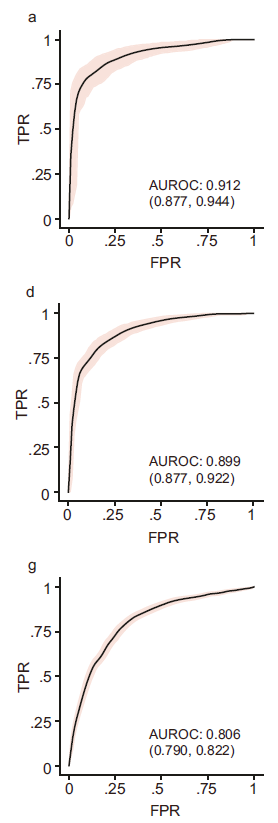 a
1
.75
.5
.25
0
TPR
AUROC: 0.912
(0.877, 0.944)
0 .25 .5 .75 1
FPR
d
1
.75
.5
.25
0
TPR
AUROC: 0.899
(0.877, 0.922)
0 .25 .5 .75 1
FPR
g
1
.75
.5
.25
0
TPR
AUROC: 0.806
(0.790, 0.822)
0 .25 .5 .75 1
FPR